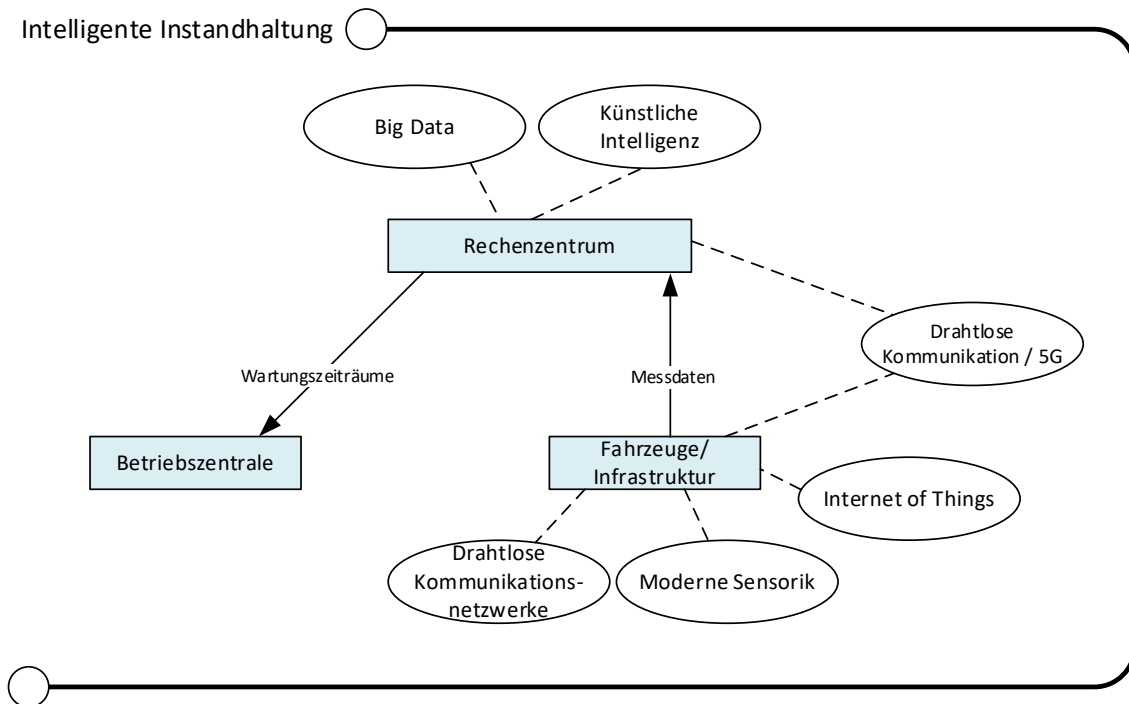 Intelligente Instandhaltung
Big Data
Künstliche
Intelligenz
Rechenzentrum
Drahtlose
Kommunikation / 5G
Wartungszeiträume
Messdaten
Betriebszentrale
Fahrzeuge/
Infrastruktur
Internet of Things
Drahtlose
Kommunikations-
netzwerke
Moderne Sensorik